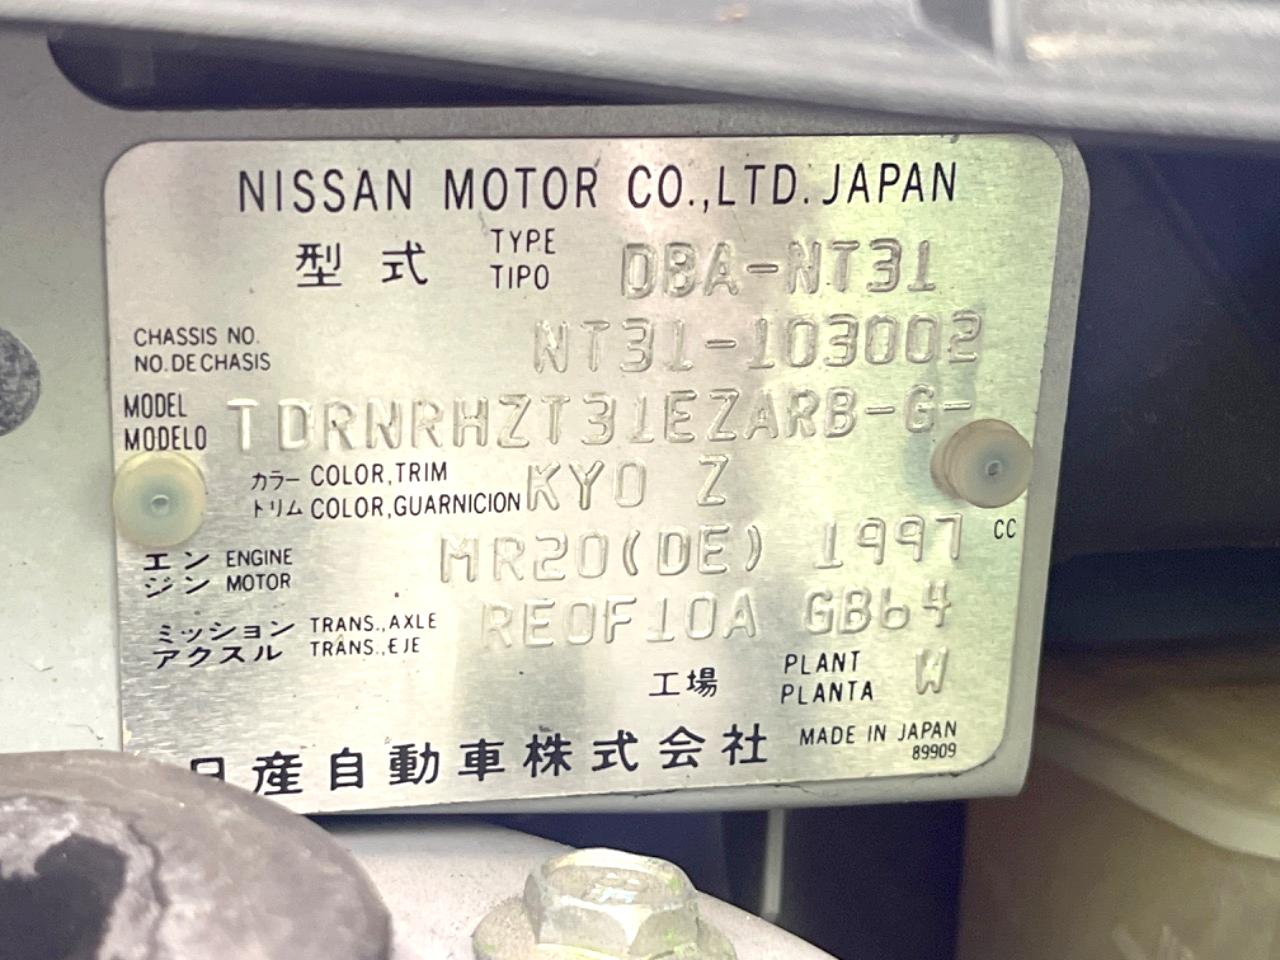 NISSAN MOTOR CO.,LTD. JAPAN
型式 TYPE TIPO DBA-NT31
CHASSIS NO. NO. DE CHASIS NT31-103002
MODEL MODELO TDRNRHZT31EZARB-G-
カラー トリム COLOR,TRIM COLOR,GUARNICION KY0 Z
エンジン ENGINE MOTOR MR20(DE) 1997 CC
ミッション アクスル TRANS.,AXLE TRANS.,EJE RE0F10A GB64
工場 PLANT PLANTA W
日産自動車株式会社 MADE IN JAPAN
89909